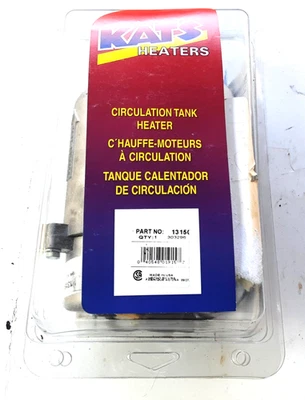 KATS
HEATERS
CIRCULATION TANK
HEATER
C'HAUFFE-MOTEURS
À CIRCULATION
TANQUE CALENTADOR
DE CIRCULACIÓN
PART NO: 13150
QTY: 1
MADE IN USA